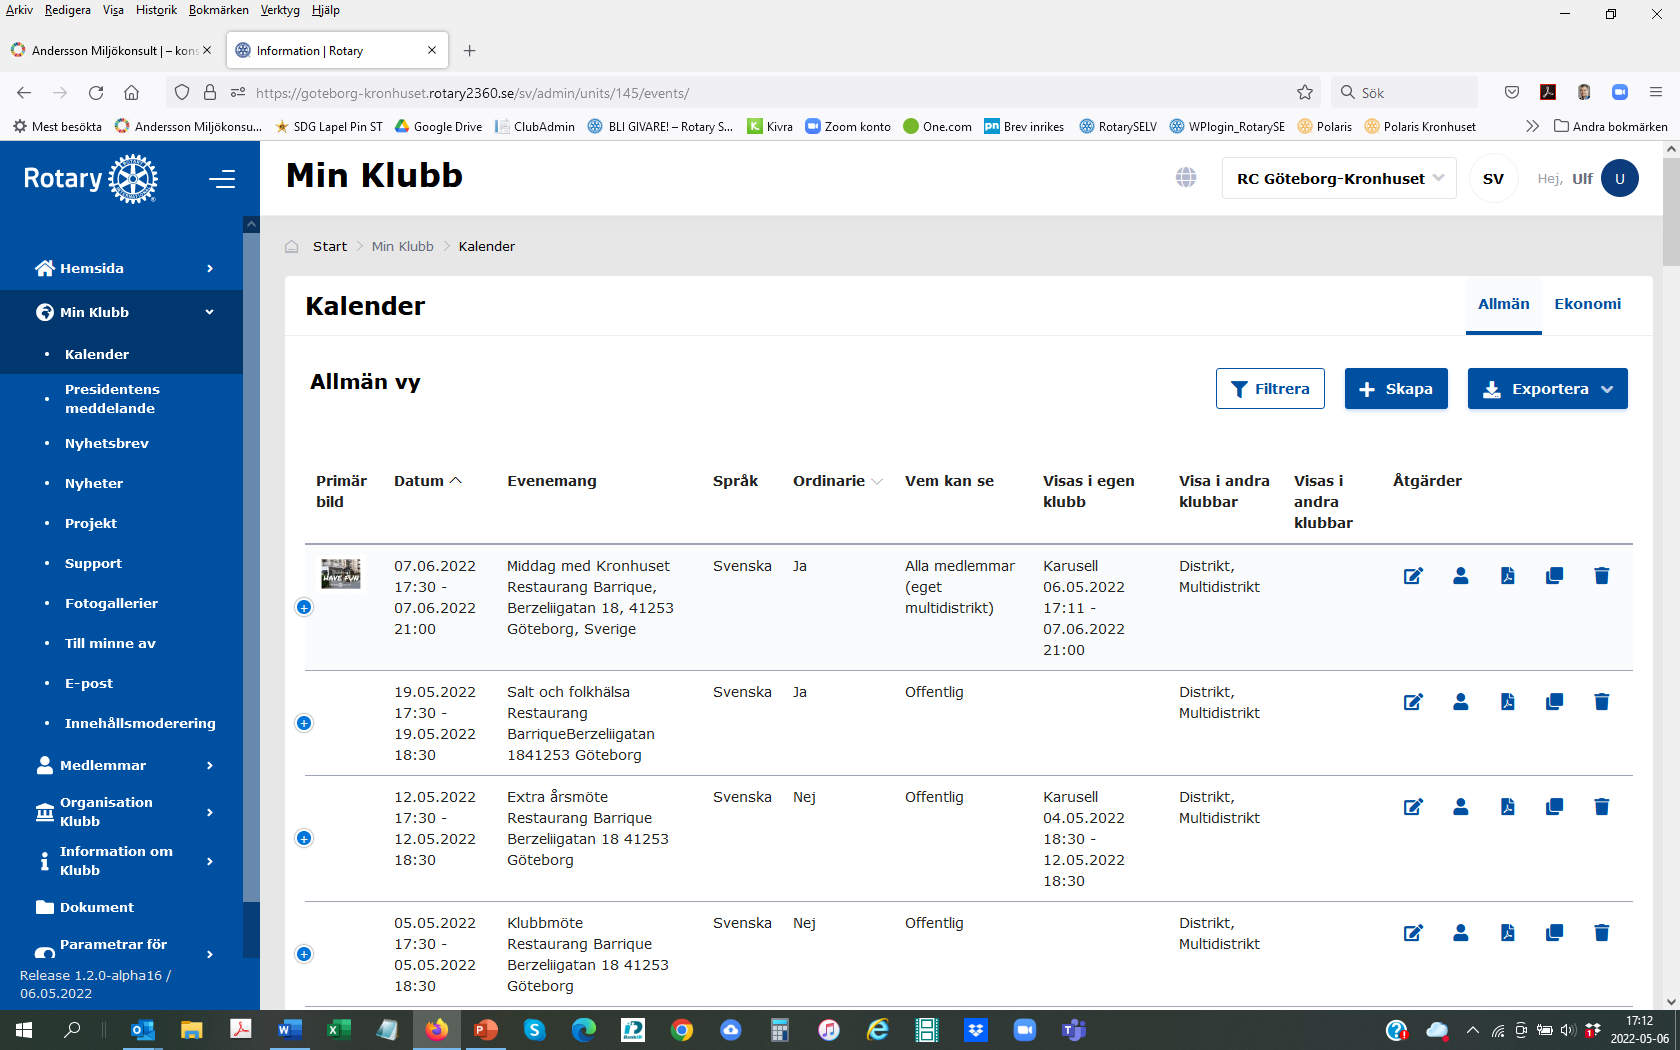 Arkiv Redigera Visa Historik Bokmärken Verktyg Hjälp
Andersson Miljökonsult | – kons
Information | Rotary
https://goteborg-kronhuset.rotary2360.se/sv/admin/units/145/events/
Sök
Mest besökta Andersson Miljökonsu... SDG Lapel Pin ST Google Drive ClubAdmin BLI GIVARE! – Rotary S... Kivra Zoom konto One.com Brev inrikes RotarySELV WPlogin_RotarySE Polaris Polaris Kronhuset Andra bokmärken
Rotary
Min Klubb
RC Göteborg-Kronhuset
SV
Hej, Ulf
U
Hemsida
Min Klubb
Kalender
Presidentens
meddelande
Nyhetsbrev
Nyheter
Projekt
Support
Fotogallerier
Till minne av
E-post
Innehållsmoderering
Medlemmar
Organisation
Klubb
Information om
Klubb
Dokument
Parametrar för
Release 1.2.0-alpha16 /
06.05.2022
Start Min Klubb Kalender
Kalender
Allmän Ekonomi
Allmän vy
Filtrera
Skapa
Exportera
Primär
bild
Datum
Evenemang
Språk
Ordinarie
Vem kan se
Visas i egen
klubb
Visa i andra
klubbar
Visas i
andra
klubbar
Åtgärder
HAVE FUN
07.06.2022
17:30 -
07.06.2022
21:00
Middag med Kronhuset
Restaurang Barrique,
Berzeliigatan 18, 41253
Göteborg, Sverige
Svenska
Ja
Alla medlemmar
(eget
multidistrikt)
Karusell
06.05.2022
17:11 -
07.06.2022
21:00
Distrikt,
Multidistrikt
19.05.2022
17:30 -
19.05.2022
18:30
Salt och folkhälsa
Restaurang
BarriqueBerzeliigatan
1841253 Göteborg
Svenska
Ja
Offentlig
Distrikt,
Multidistrikt
12.05.2022
17:30 -
12.05.2022
18:30
Extra årsmöte
Restaurang Barrique
Berzeliigatan 18 41253
Göteborg
Svenska
Nej
Offentlig
Karusell
04.05.2022
18:30 -
12.05.2022
18:30
Distrikt,
Multidistrikt
05.05.2022
17:30 -
05.05.2022
18:30
Klubbmöte
Restaurang Barrique
Berzeliigatan 18 41253
Göteborg
Svenska
Nej
Offentlig
Distrikt,
Multidistrikt
17:12
2022-05-06